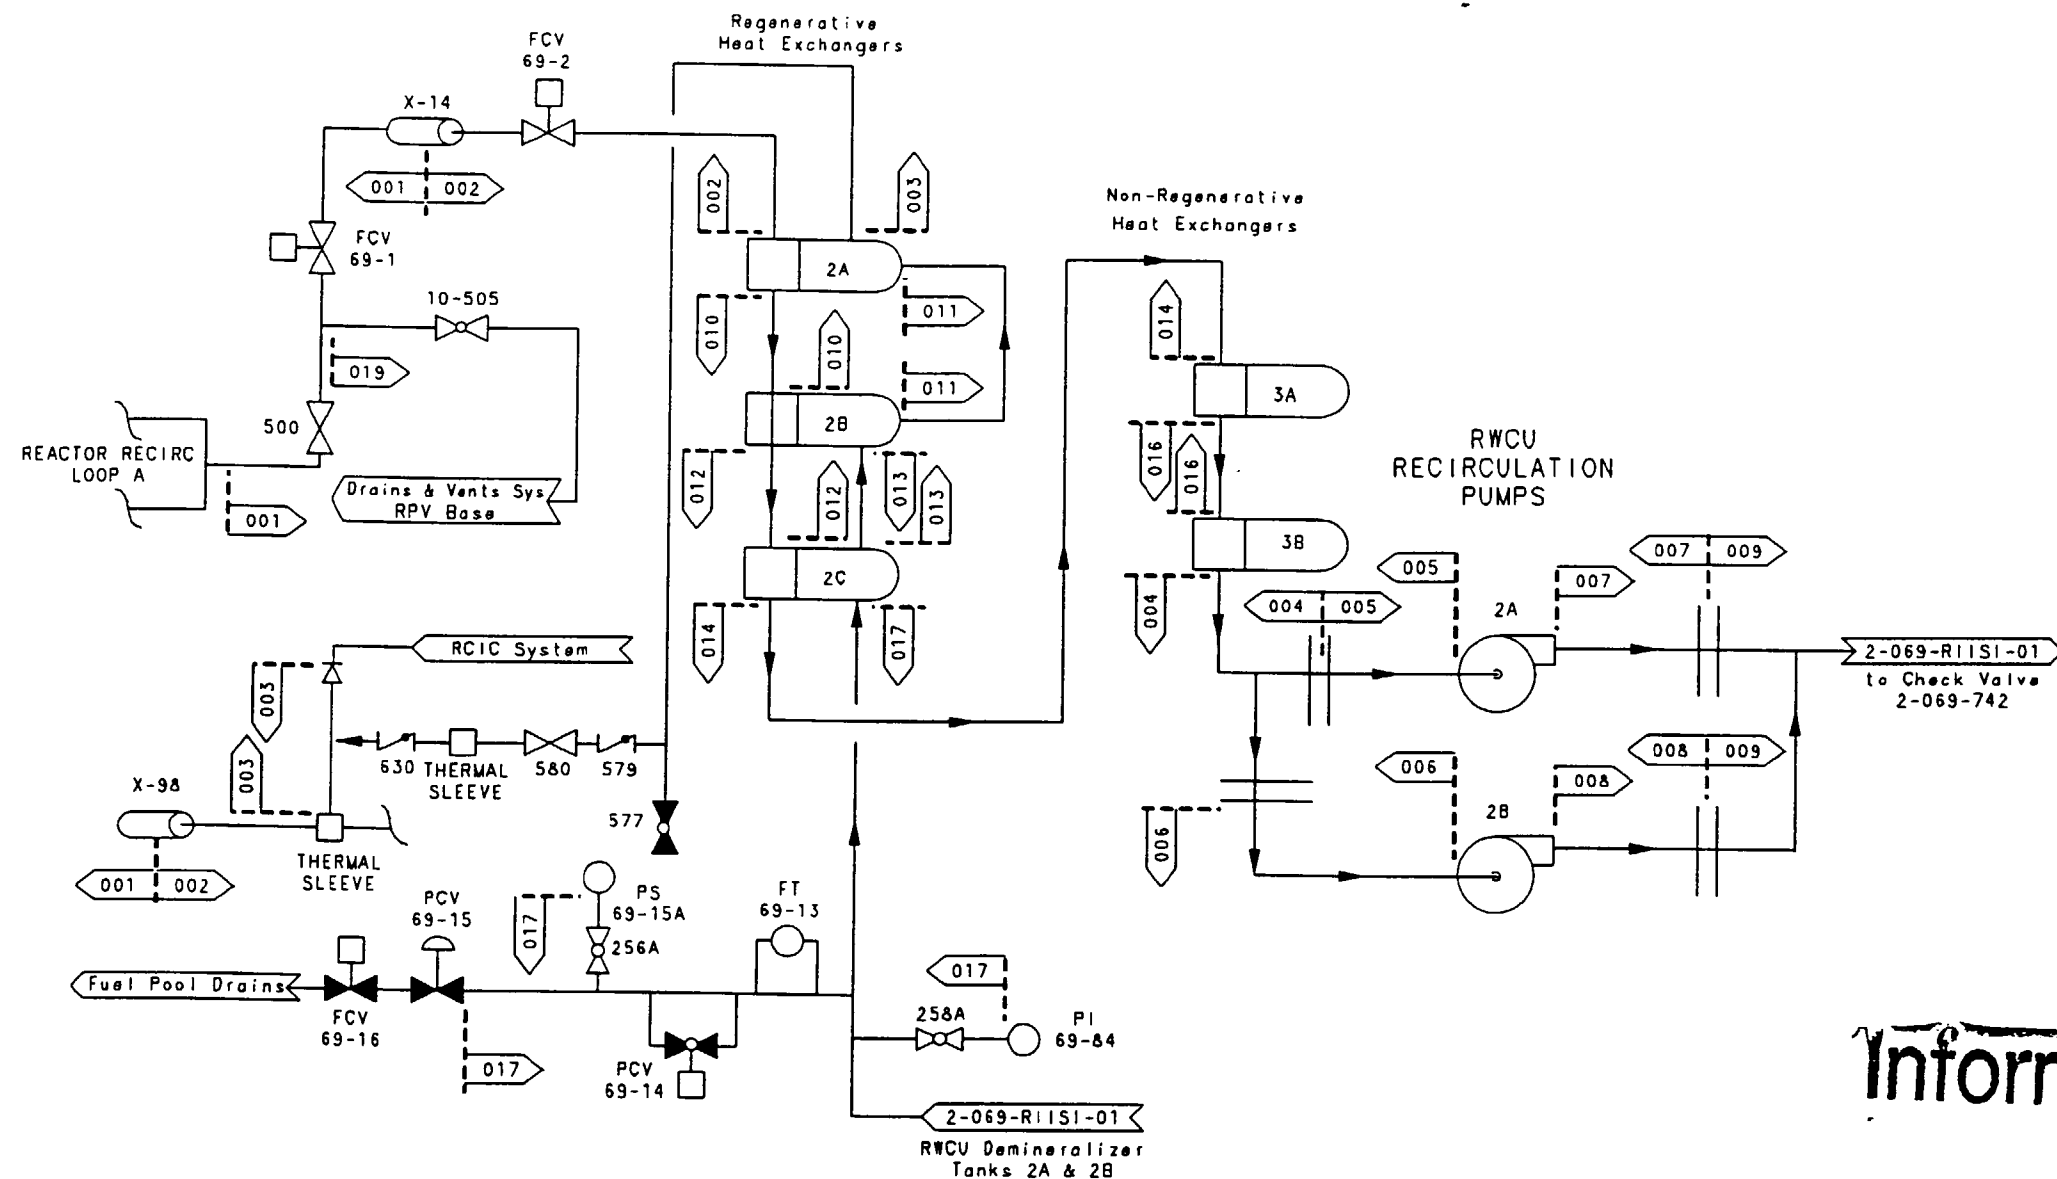 Regenerative
Heat Exchangers
FCV
69-2
X-14
001
002
FCV
69-1
10-505
019
500
REACTOR RECIRC
LOOP A
001
Drains & Vents Sys
RPV Base
002
003
2A
010
011
010
011
2B
012
012
013
013
2C
014
017
Non-Regenerative
Heat Exchangers
014
3A
016
016
3B
004
004
005
RWCU
RECIRCULATION
PUMPS
005
007
2A
007
009
2-069-R11S1-01
to Check Valve
2-069-742
006
008
2B
008
009
006
RCIC System
003
003
630
THERMAL
SLEEVE
580
579
577
X-98
THERMAL
SLEEVE
001
002
PCV
69-15
017
PS
69-15A
256A
FT
69-13
Fuel Pool Drains
FCV
69-16
017
PCV
69-14
017
258A
PI
69-84
2-069-R11S1-01
RWCU Demineralizer
Tanks 2A & 2B
Infor